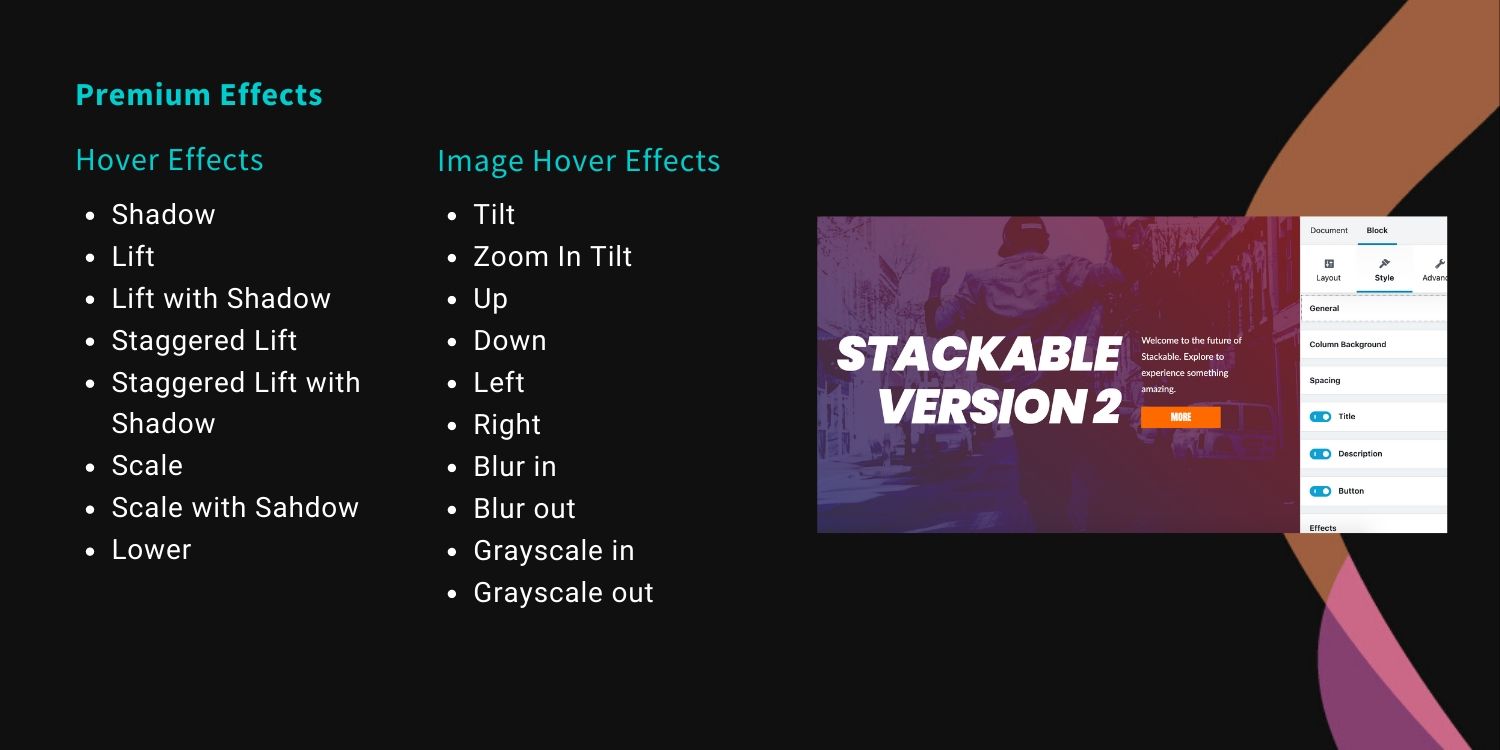 Premium Effects
Hover Effects
Shadow
Lift
Lift with Shadow
Staggered Lift
Staggered Lift with
Shadow
Scale
Scale with Sahdow
Lower
Image Hover Effects
Tilt
Zoom In Tilt
Up
Down
Left
Right
Blur in
Blur out
Grayscale in
Grayscale out
STACKABLE
VERSION 2
Welcome to the future of
Stackable. Explore to
experience something
amazing.
MORE
Document Block
Layout Style Advanc
General
Column Background
Spacing
Title
Description
Button
Effects